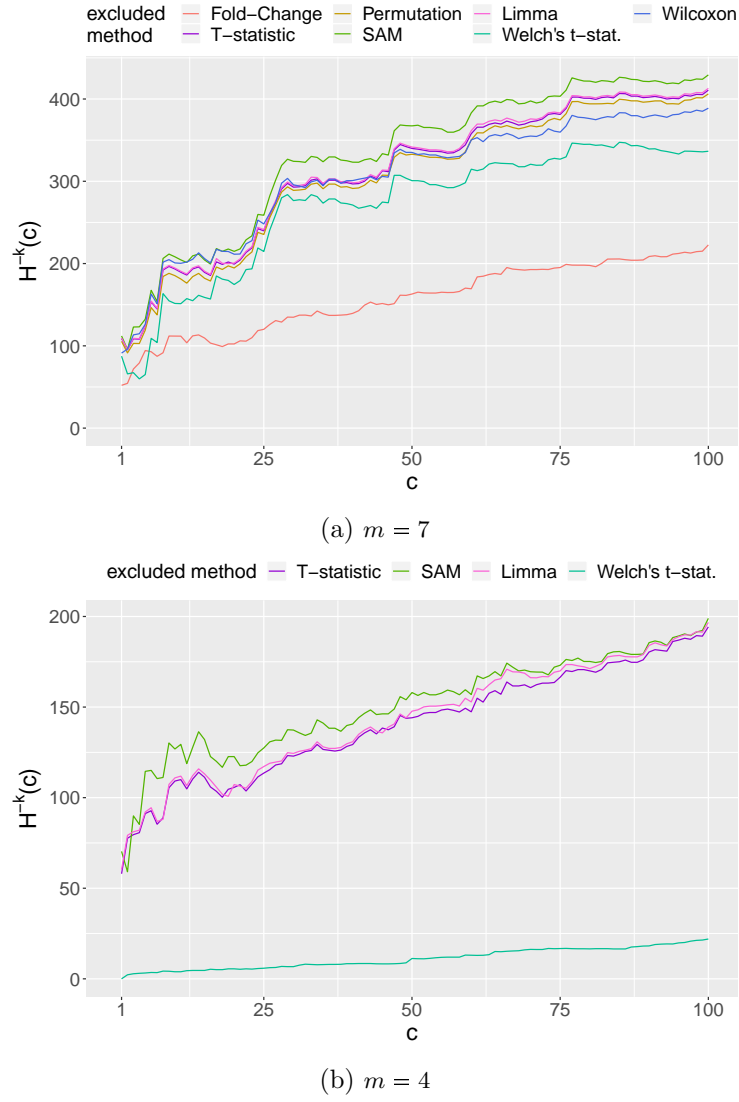 excluded method
Fold−Change
Permutation
Limma
Wilcoxon
T−statistic
SAM
Welch's t−stat.
H⁻ᵏ(c)
400
300
200
100
0
1 25 50 75 100
c
(a) m = 7
excluded method T−statistic SAM Limma Welch's t−stat.
H⁻ᵏ(c)
200
150
100
50
0
1 25 50 75 100
c
(b) m = 4